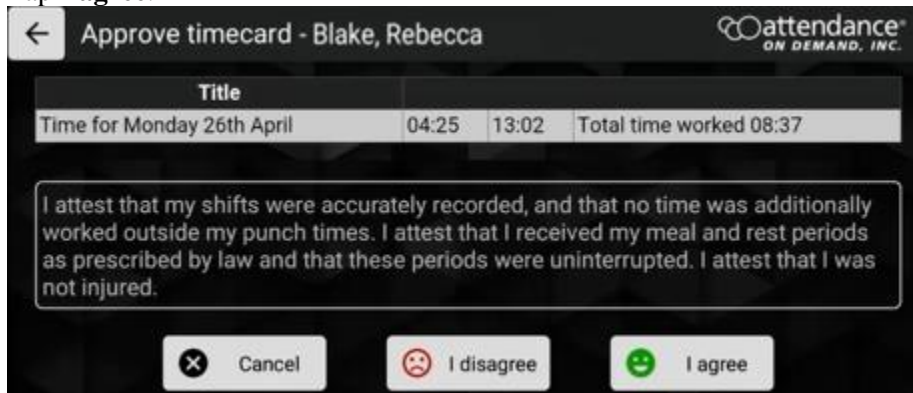 Approve timecard - Blake, Rebecca
attendance®
ON DEMAND, INC.
Title
Time for Monday 26th April 04:25 13:02 Total time worked 08:37
I attest that my shifts were accurately recorded, and that no time was additionally
worked outside my punch times. I attest that I received my meal and rest periods
as prescribed by law and that these periods were uninterrupted. I attest that I was
not injured.
Cancel I disagree I agree